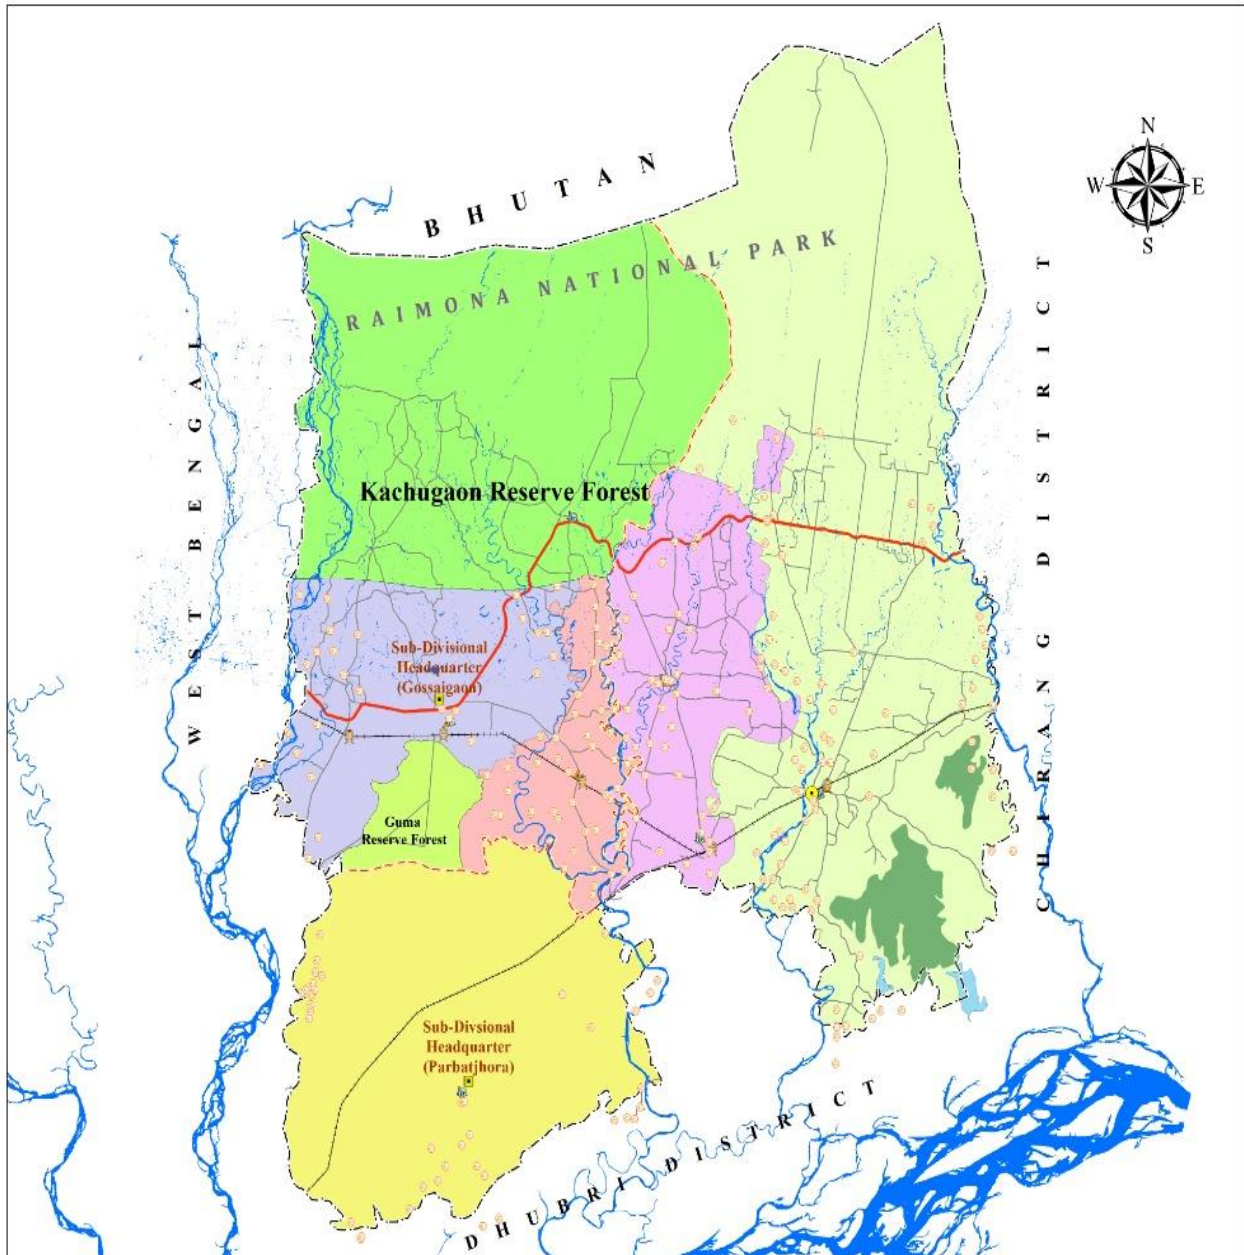 N
W E
S
BHUTAN
RAIMONA NATIONAL PARK
WEST BENGAL
CHIRANG DISTRICT
Kachugaon Reserve Forest
Sub-Divisional
Headquarter
(Gossaigaon)
Guma
Reserve Forest
Sub-Divsional
Headquarter
(Parbatjhora)
DHUBRI DISTRICT